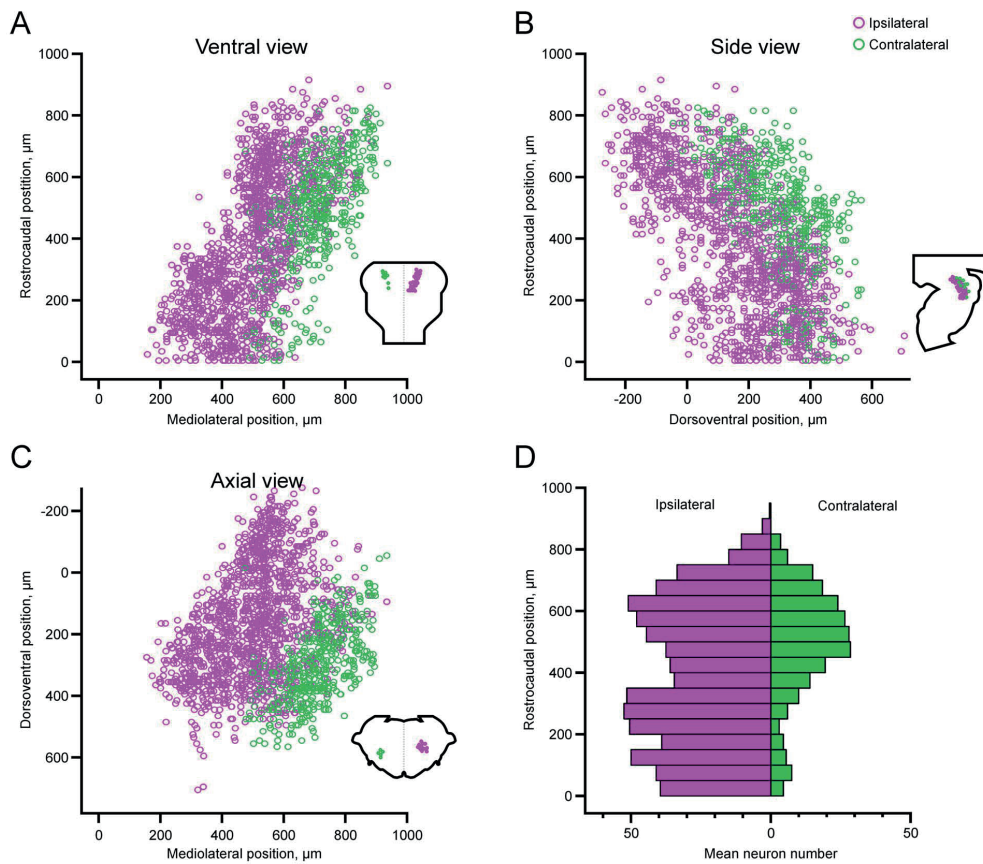 A
Ventral view
Rostrocaudal postition, µm
1000
800
600
400
200
0
0
200
400
600
800
1000
Mediolateral position, µm
B
Side view
Ipsilateral
Contralateral
Rostrocaudal position, µm
1000
800
600
400
200
0
-200
0
200
400
600
Dorsoventral position, µm
C
Axial view
Dorsoventral position, µm
-200
0
200
400
600
0
200
400
600
800
1000
Mediolateral position, µm
D
Ipsilateral
Contralateral
Rostrocaudal position, µm
1000
800
600
400
200
0
50
0
50
Mean neuron number